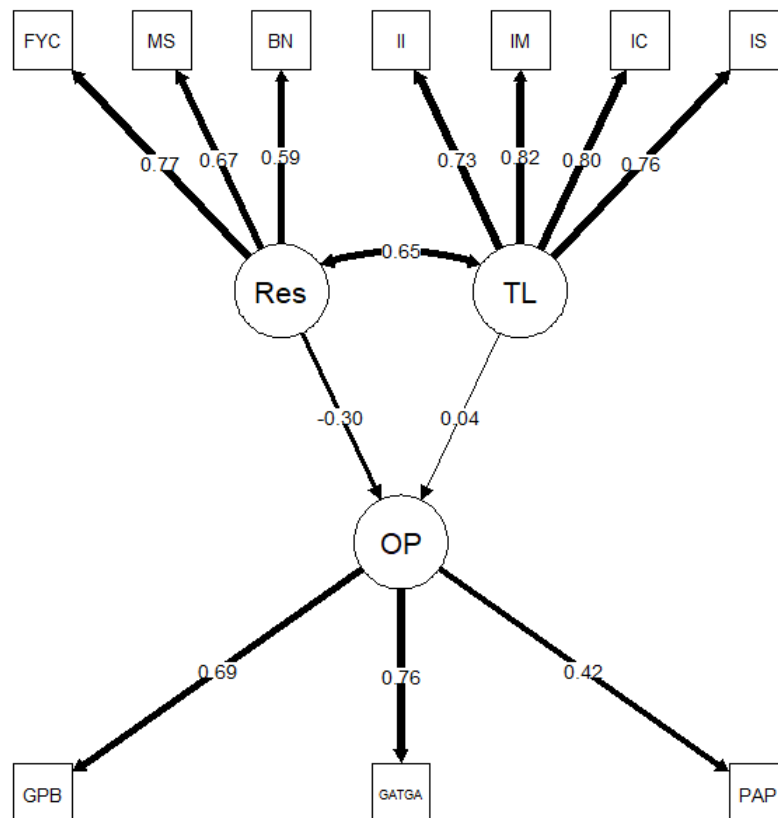 FYC MS BN II IM IC IS
0.77 0.67 0.59 0.73 0.82 0.80 0.76
0.65
Res TL
-0.30 0.04
OP
0.69 0.76 0.42
GPB GATGA PAP